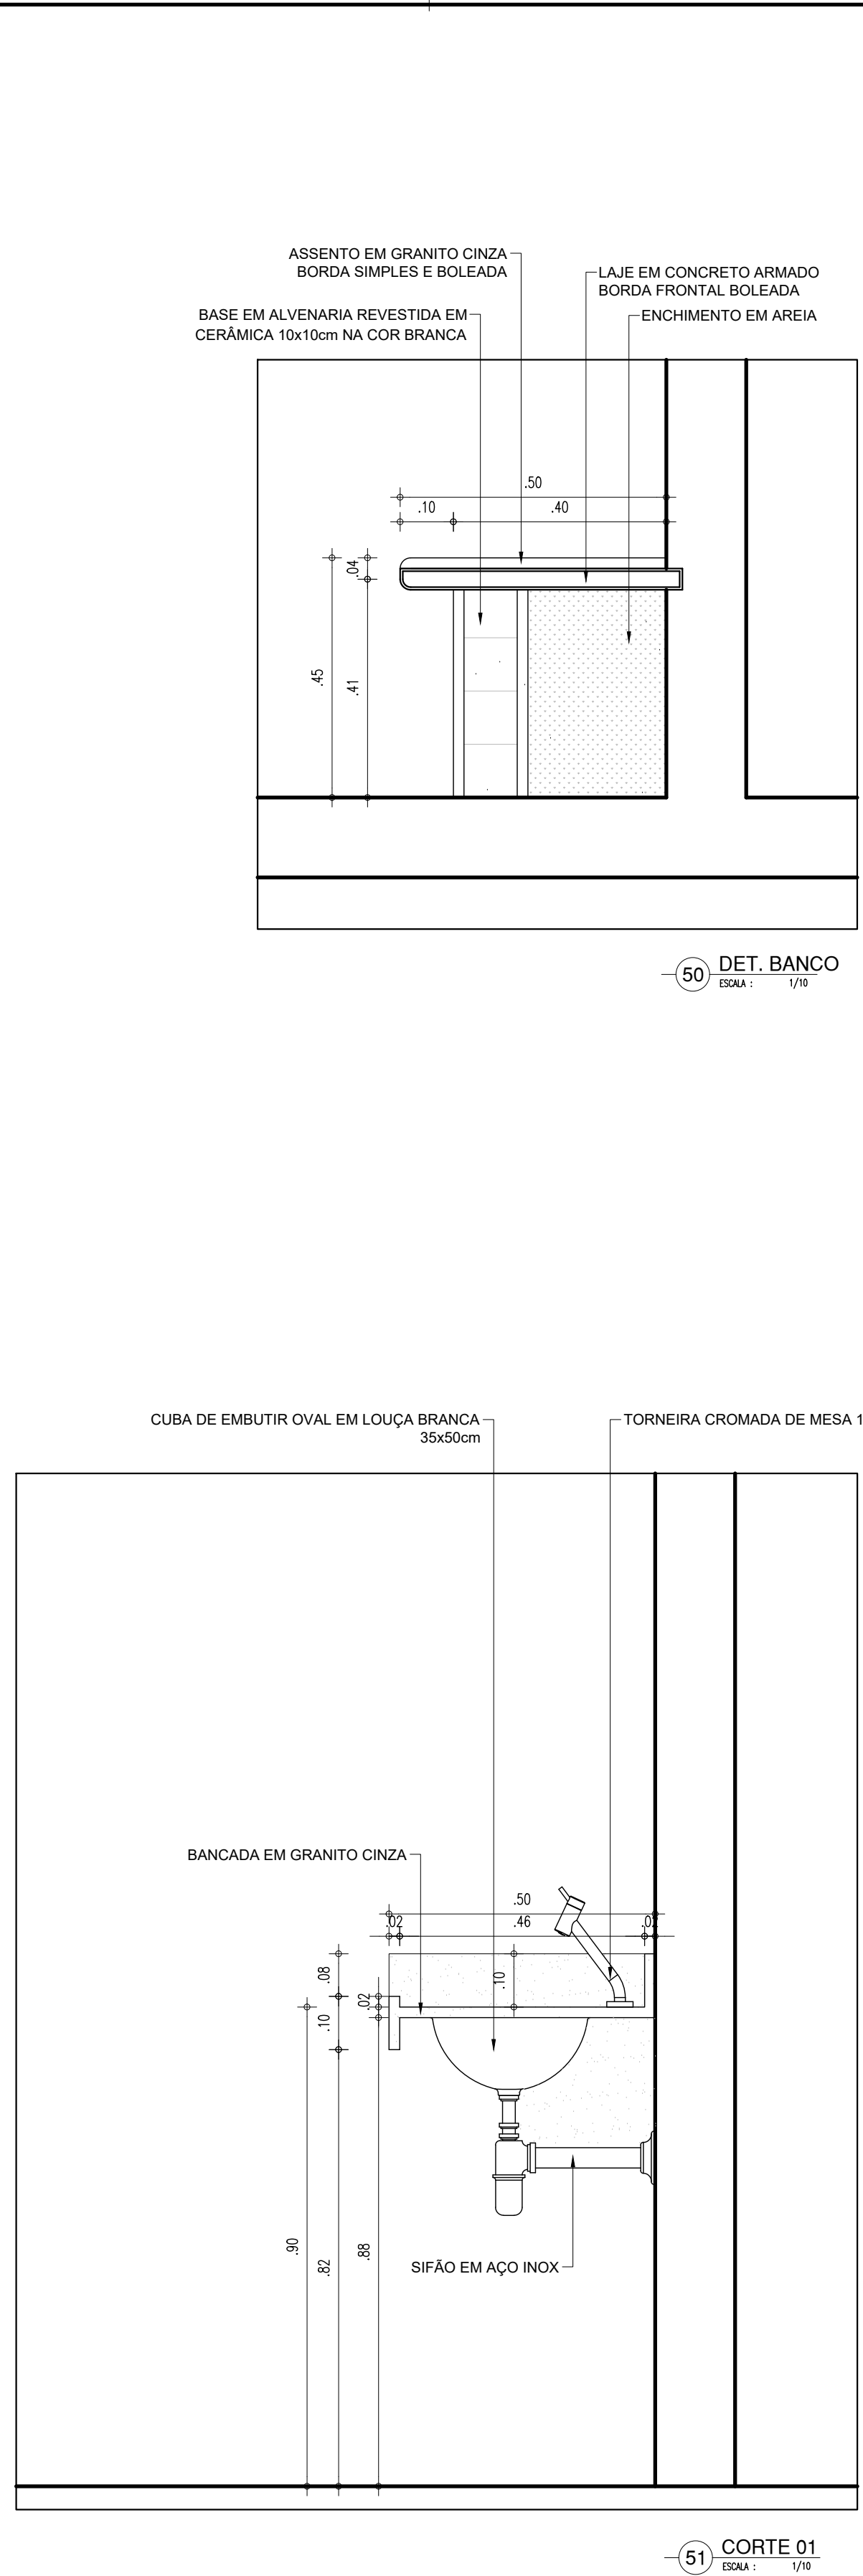 ASSENTO EM GRANITO CINZA
BORDA SIMPLES E BOLEADA
LAJE EM CONCRETO ARMADO
BORDA FRONTAL BOLEADA
BASE EM ALVENARIA REVESTIDA EM
CERÂMICA 10x10cm NA COR BRANCA
ENCHIMENTO EM AREIA
.50
.10 .40
.04
.45
.41
50 DET. BANCO
ESCALA : 1/10
CUBA DE EMBUTIR OVAL EM LOUÇA BRANCA
35x50cm
TORNEIRA CROMADA DE MESA 1
BANCADA EM GRANITO CINZA
.50
.02 .46 .02
.08
.10
.02
.10
.90
.82
.88
SIFÃO EM AÇO INOX
51 CORTE 01
ESCALA : 1/10